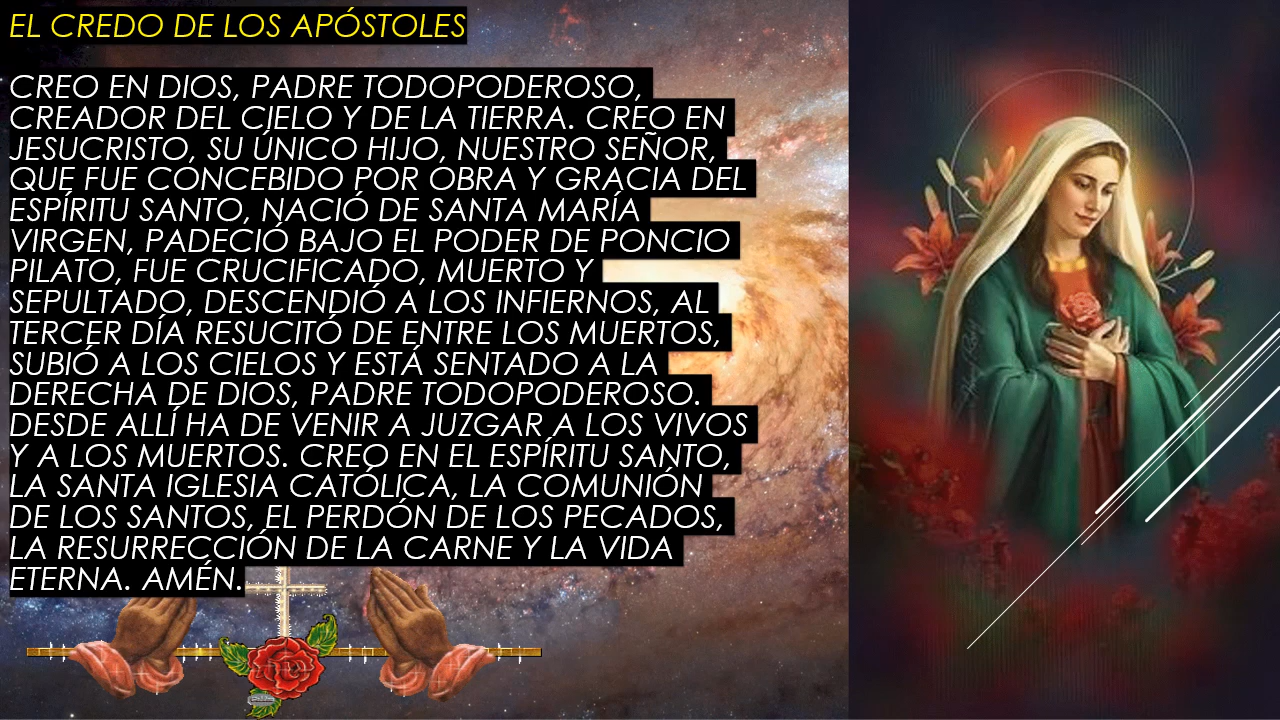 EL CREDO DE LOS APÓSTOLES
CREO EN DIOS, PADRE TODOPODEROSO,
CREADOR DEL CIELO Y DE LA TIERRA. CREO EN
JESUCRISTO, SU ÚNICO HIJO, NUESTRO SEÑOR,
QUE FUE CONCEBIDO POR OBRA Y GRACIA DEL
ESPÍRITU SANTO, NACIÓ DE SANTA MARÍA
VIRGEN, PADECIÓ BAJO EL PODER DE PONCIO
PILATO, FUE CRUCIFICADO, MUERTO Y
SEPULTADO, DESCENDIÓ A LOS INFIERNOS, AL
TERCER DÍA RESUCITÓ DE ENTRE LOS MUERTOS,
SUBIÓ A LOS CIELOS Y ESTÁ SENTADO A LA
DERECHA DE DIOS, PADRE TODOPODEROSO.
DESDE ALLÍ HA DE VENIR A JUZGAR A LOS VIVOS
Y A LOS MUERTOS. CREO EN EL ESPÍRITU SANTO,
LA SANTA IGLESIA CATÓLICA, LA COMUNIÓN
DE LOS SANTOS, EL PERDÓN DE LOS PECADOS,
LA RESURRECCIÓN DE LA CARNE Y LA VIDA
ETERNA. AMÉN.